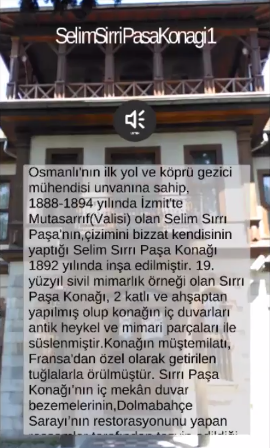 SelimSirriPasaKonagi1
Osmanlı'nın ilk yol ve köprü gezici
mühendisi unvanına sahip,
1888-1894 yılında İzmit'te
Mutasarrıf(Valisi) olan Selim Sırrı
Paşa'nın,çizimini bizzat kendisinin
yaptığı Selim Sırrı Paşa Konağı
1892 yılında inşa edilmiştir. 19.
yüzyıl sivil mimarlık örneği olan Sırrı
Paşa Konağı, 2 katlı ve ahşaptan
yapılmış olup konağın iç duvarları
antik heykel ve mimari parçaları ile
süslenmiştir.Konağın müştemilatı,
Fransa'dan özel olarak getirilen
tuğlalarla örülmüştür. Sırrı Paşa
Konağı'nın iç mekân duvar
bezemelerinin,Dolmabahçe
Sarayı'nın restorasyonunu yapan
ressamlar tarafından tasvip edildiği